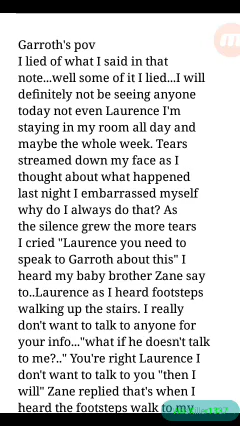 Garroth's pov
I lied of what I said in that
note...well some of it I lied...I will
definitely not be seeing anyone
today not even Laurence I'm
staying in my room all day and
maybe the whole week. Tears
streamed down my face as I
thought about what happened
last night I embarrassed myself
why do I always do that? As
the silence grew the more tears
I cried "Laurence you need to
speak to Garroth about this" I
heard my baby brother Zane say
to..Laurence as I heard footsteps
walking up the stairs. I really
don't want to talk to anyone for
your info..."what if he doesn't talk
to me?.." You're right Laurence I
don't want to talk to you "then I
will" Zane replied that's when I
heard the footsteps walk to my